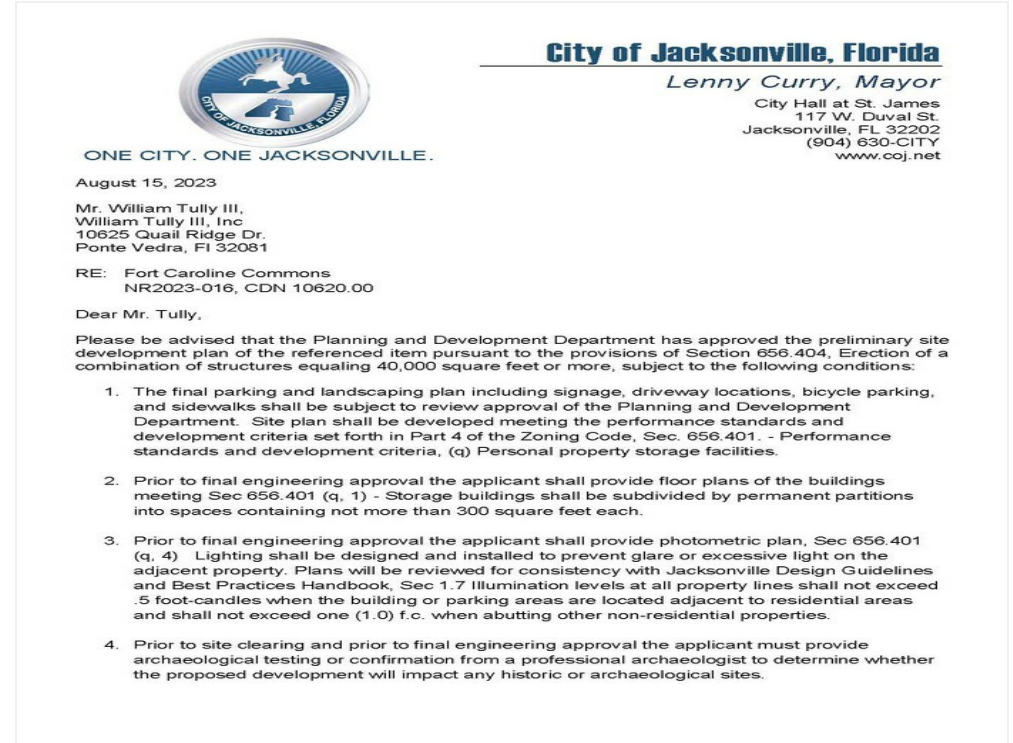 City of Jacksonville, Florida
Lenny Curry, Mayor
City Hall at St. James
117 W. Duval St.
Jacksonville, FL 32202
(904) 630-CITY
www.coj.net
CITY OF JACKSONVILLE, FLORIDA
ONE CITY. ONE JACKSONVILLE.
August 15, 2023
Mr. William Tully III,
William Tully III, Inc
10625 Quail Ridge Dr.
Ponte Vedra, Fl 32081
RE: Fort Caroline Commons
NR2023-016, CDN 10620.00
Dear Mr. Tully,
Please be advised that the Planning and Development Department has approved the preliminary site
development plan of the referenced item pursuant to the provisions of Section 656.404, Erection of a
combination of structures equaling 40,000 square feet or more, subject to the following conditions:
1. The final parking and landscaping plan including signage, driveway locations, bicycle parking,
and sidewalks shall be subject to review approval of the Planning and Development
Department. Site plan shall be developed meeting the performance standards and
development criteria set forth in Part 4 of the Zoning Code, Sec. 656.401. - Performance
standards and development criteria, (q) Personal property storage facilities.
2. Prior to final engineering approval the applicant shall provide floor plans of the buildings
meeting Sec 656.401 (q, 1) - Storage buildings shall be subdivided by permanent partitions
into spaces containing not more than 300 square feet each.
3. Prior to final engineering approval the applicant shall provide photometric plan, Sec 656.401
(q, 4) Lighting shall be designed and installed to prevent glare or excessive light on the
adjacent property. Plans will be reviewed for consistency with Jacksonville Design Guidelines
and Best Practices Handbook, Sec 1.7 Illumination levels at all property lines shall not exceed
.5 foot-candles when the building or parking areas are located adjacent to residential areas
and shall not exceed one (1.0) f.c. when abutting other non-residential properties.
4. Prior to site clearing and prior to final engineering approval the applicant must provide
archaeological testing or confirmation from a professional archaeologist to determine whether
the proposed development will impact any historic or archaeological sites.